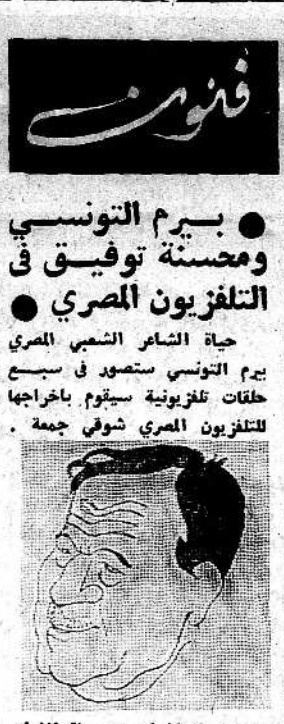 فنون
● بيرم التونسي
ومحسنة توفيق فى
التلفزيون المصري ●
حياة الشاعر الشعبي المصري
بيرم التونسي ستصور فى سبع
حلقات تلفزيونية سيقوم باخراجها
للتلفزيون المصري شوقي جمعة .